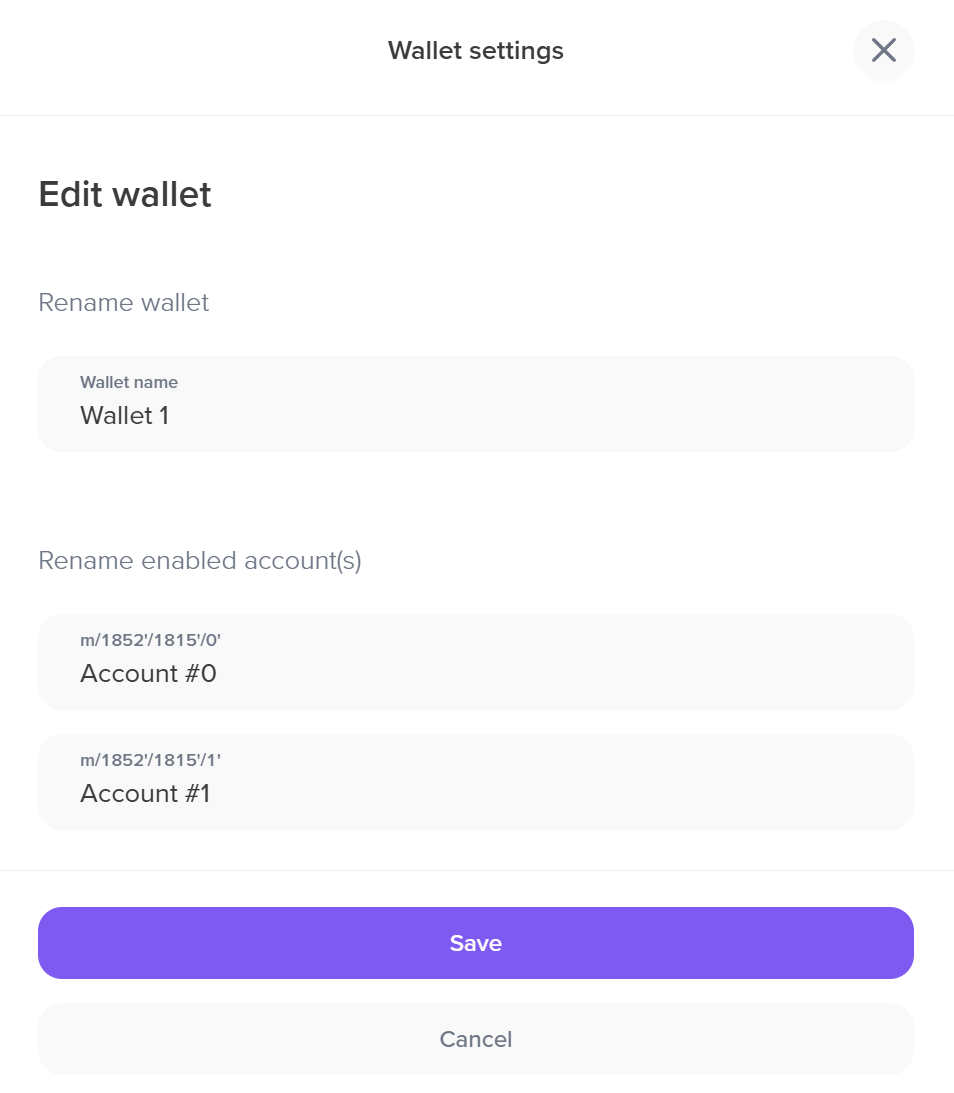 Wallet settings
Edit wallet
Rename wallet
Wallet name
Wallet 1
Rename enabled account(s)
m/1852'/1815'/0'
Account #0
m/1852'/1815'/1'
Account #1
Save
Cancel